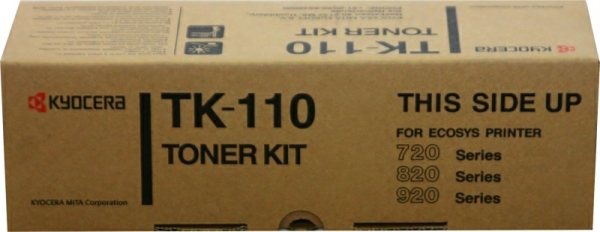 TK-110
TONER KIT
KYOCERA
KYOCERA
TK-110
TONER KIT
KYOCERA MITA Corporation
THIS SIDE UP
FOR ECOSYS PRINTER
720 Series
820 Series
920 Series